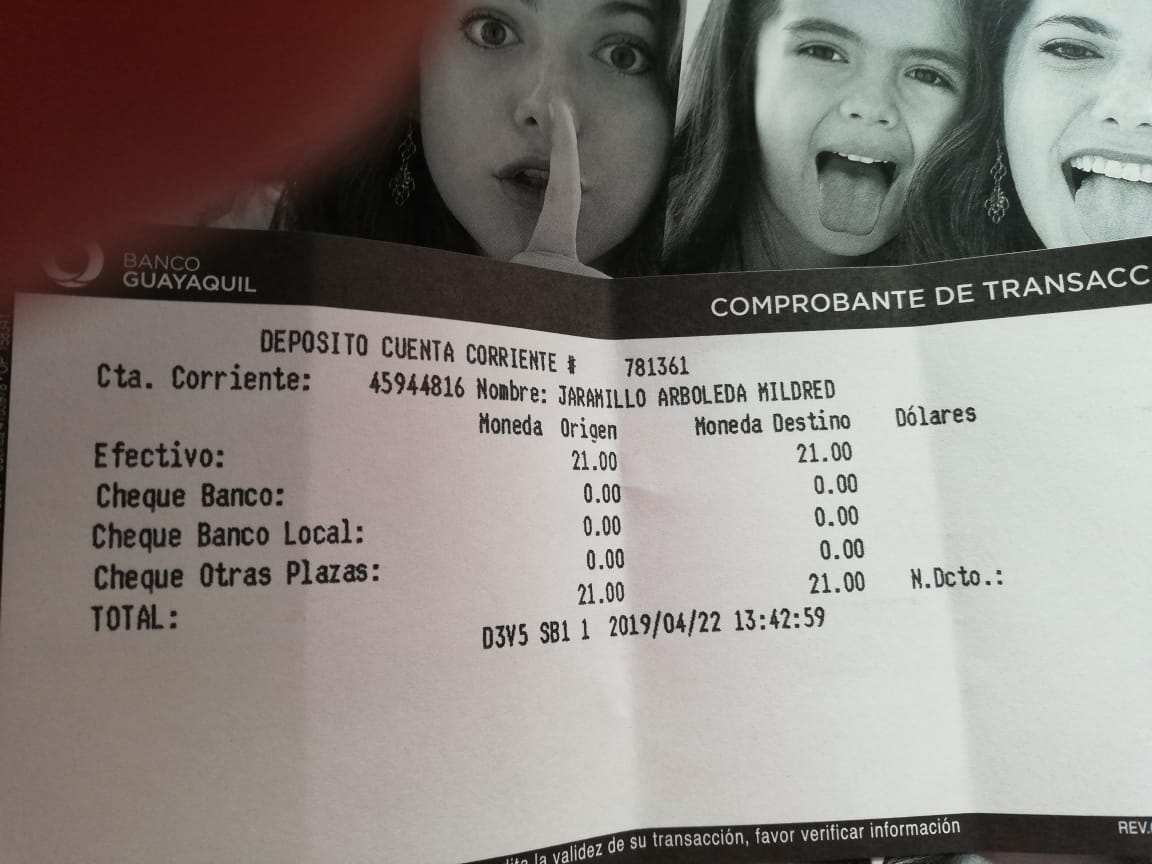 BANCO
GUAYAQUIL
COMPROBANTE DE TRANSACC
DEPOSITO CUENTA CORRIENTE # 781361
Cta. Corriente: 45944816 Nombre: JARAMILLO ARBOLEDA MILDRED
Moneda Origen Moneda Destino Dólares
Efectivo: 21.00 21.00
Cheque Banco: 0.00 0.00
Cheque Banco Local: 0.00 0.00
Cheque Otras Plazas: 0.00 0.00
TOTAL: 21.00 21.00 N.Dcto.:
D3V5 SB1 1 2019/04/22 13:42:59
la validez de su transacción, favor verificar información
REV.